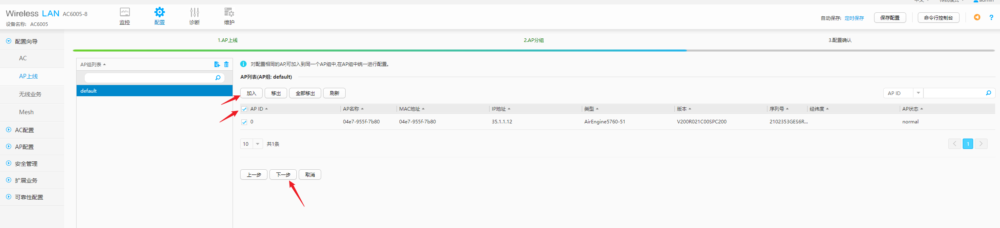 中文 传统模式 admin
Wireless LAN AC6005-8
设备名称: AC6005
监控
配置
诊断
维护
自动保存: 定时保存
保存配置
命令行控制台
?
配置向导
AC
AP上线
无线业务
Mesh
AC配置
AP配置
安全管理
扩展业务
可靠性配置
1.AP上线
2.AP分组
3.配置确认
AP组列表
default
对配置相同的AP,可加入到同一个AP组中,在AP组中统一进行配置。
AP列表(AP组: default)
加入 移出 全部移出 刷新
AP ID
AP ID AP名称 MAC地址 IP地址 类型 版本 序列号 经纬度 AP状态
0 04e7-955f-7b80 04e7-955f-7b80 35.1.1.12 AirEngine5760-51 V200R021C00SPC200 2102353GES6R... normal
10 共1条
1
上一步 下一步 取消